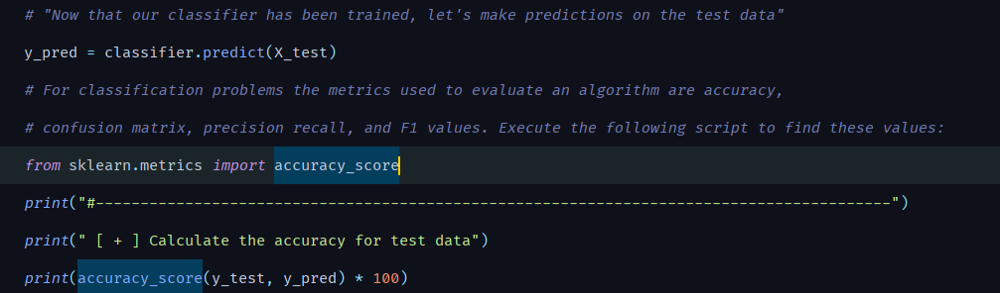 # "Now that our classifier has been trained, let's make predictions on the test data"
y_pred = classifier.predict(X_test)
# For classification problems the metrics used to evaluate an algorithm are accuracy,
# confusion matrix, precision recall, and F1 values. Execute the following script to find these values:
from sklearn.metrics import accuracy_score
print("#-----------------------------------------------------------------------------------------")
print(" [ + ] Calculate the accuracy for test data")
print(accuracy_score(y_test, y_pred) * 100)